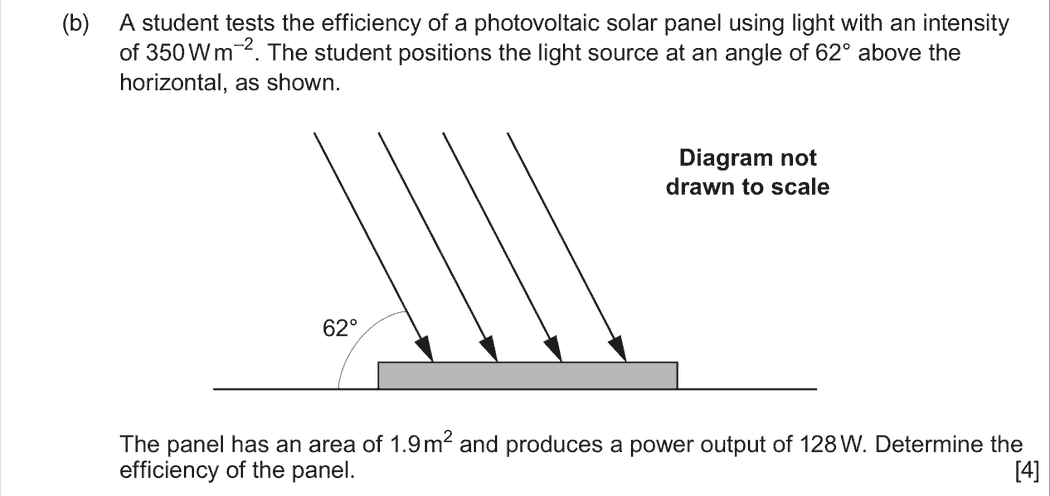 (b) A student tests the efficiency of a photovoltaic solar panel using light with an intensity
of 350 W m⁻². The student positions the light source at an angle of 62° above the
horizontal, as shown.
Diagram not
drawn to scale
62°
The panel has an area of 1.9 m² and produces a power output of 128 W. Determine the
efficiency of the panel. [4]